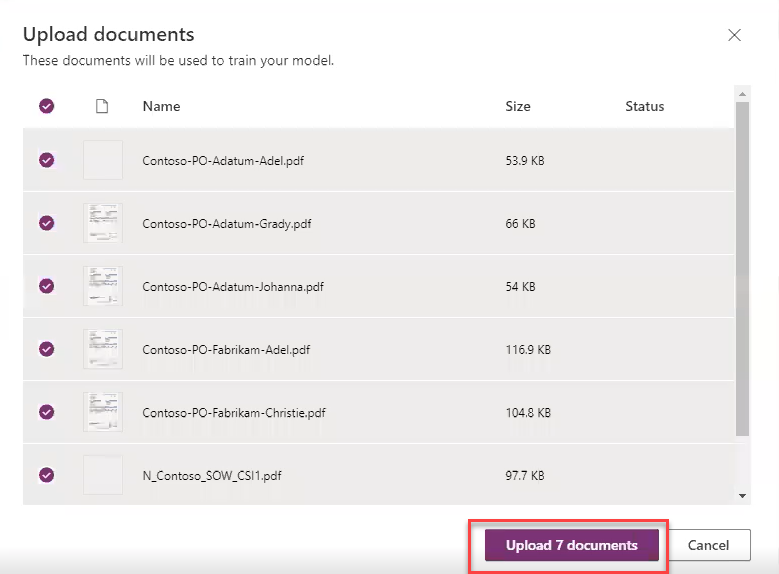 Upload documents
These documents will be used to train your model.
Name Size Status
Contoso-PO-Adatum-Adel.pdf 53.9 KB
Contoso-PO-Adatum-Grady.pdf 66 KB
Contoso-PO-Adatum-Johanna.pdf 54 KB
Contoso-PO-Fabrikam-Adel.pdf 116.9 KB
Contoso-PO-Fabrikam-Christie.pdf 104.8 KB
N_Contoso_SOW_CSI1.pdf 97.7 KB
Upload 7 documents Cancel